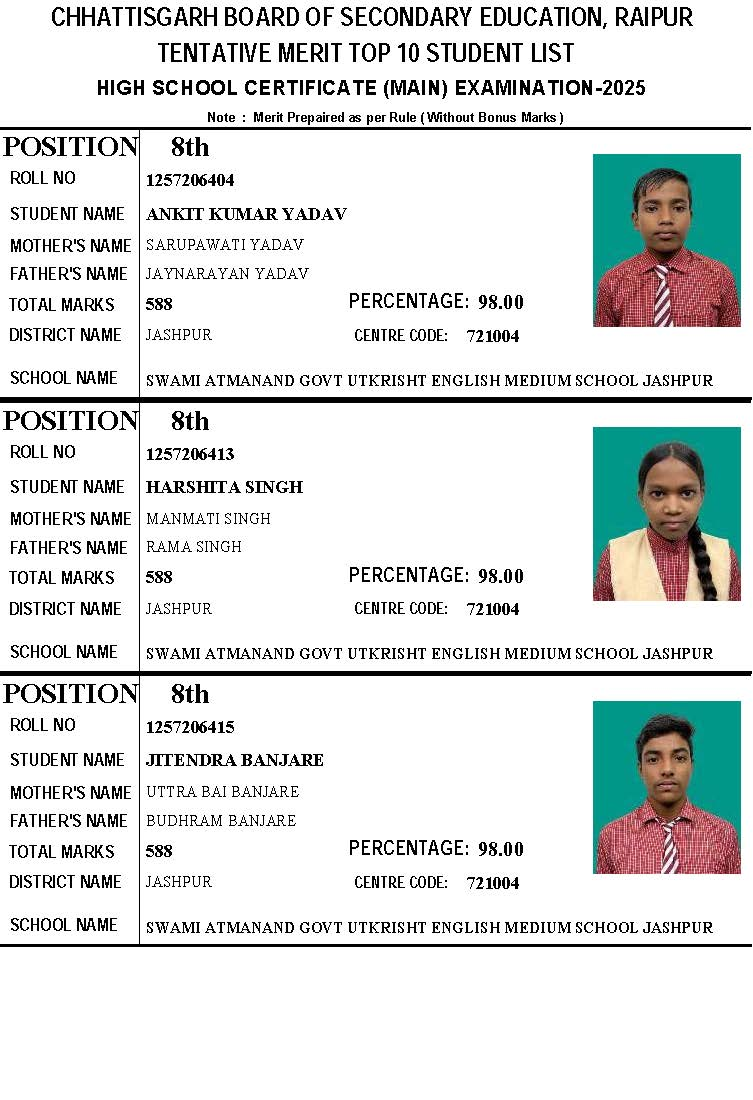 CHHATTISGARH BOARD OF SECONDARY EDUCATION, RAIPUR
TENTATIVE MERIT TOP 10 STUDENT LIST
HIGH SCHOOL CERTIFICATE (MAIN) EXAMINATION-2025
Note : Merit Prepaired as per Rule ( Without Bonus Marks )
POSITION 8th
ROLL NO 1257206404
STUDENT NAME ANKIT KUMAR YADAV
MOTHER'S NAME SARUPAWATI YADAV
FATHER'S NAME JAYNARAYAN YADAV
TOTAL MARKS 588 PERCENTAGE: 98.00
DISTRICT NAME JASHPUR CENTRE CODE: 721004
SCHOOL NAME SWAMI ATMANAND GOVT UTKRISHT ENGLISH MEDIUM SCHOOL JASHPUR
POSITION 8th
ROLL NO 1257206413
STUDENT NAME HARSHITA SINGH
MOTHER'S NAME MANMATI SINGH
FATHER'S NAME RAMA SINGH
TOTAL MARKS 588 PERCENTAGE: 98.00
DISTRICT NAME JASHPUR CENTRE CODE: 721004
SCHOOL NAME SWAMI ATMANAND GOVT UTKRISHT ENGLISH MEDIUM SCHOOL JASHPUR
POSITION 8th
ROLL NO 1257206415
STUDENT NAME JITENDRA BANJARE
MOTHER'S NAME UTTRA BAI BANJARE
FATHER'S NAME BUDHRAM BANJARE
TOTAL MARKS 588 PERCENTAGE: 98.00
DISTRICT NAME JASHPUR CENTRE CODE: 721004
SCHOOL NAME SWAMI ATMANAND GOVT UTKRISHT ENGLISH MEDIUM SCHOOL JASHPUR